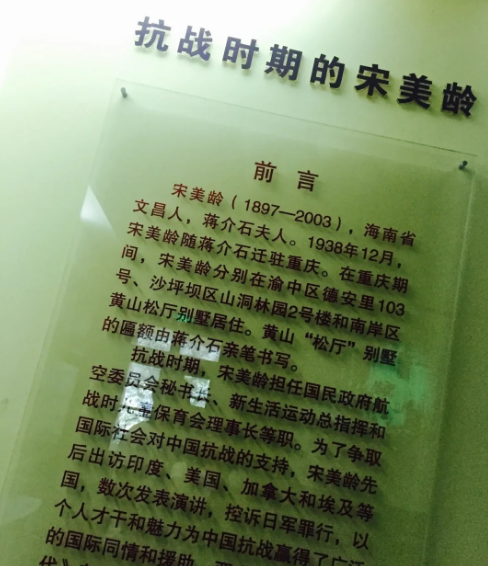 抗战时期的宋美龄
前言
宋美龄（1897—2003），海南省
文昌人，蒋介石夫人。1938年12月，
宋美龄随蒋介石迁驻重庆。在重庆期
间，宋美龄分别在渝中区德安里103
号、沙坪坝区山洞林园2号楼和南岸区
黄山松厅别墅居住。黄山“松厅”别墅
的匾额由蒋介石亲笔书写。
抗战时期，宋美龄担任国民政府航
空委员会秘书长、新生活运动总指挥和
战时儿童保育会理事长等职。为了争取
国际社会对中国抗战的支持，宋美龄先
后出访印度、美国、加拿大和埃及等
国，数次发表演讲，控诉日军罪行，以
个人才干和魅力为中国抗战赢得了广泛
的国际同情和援助。